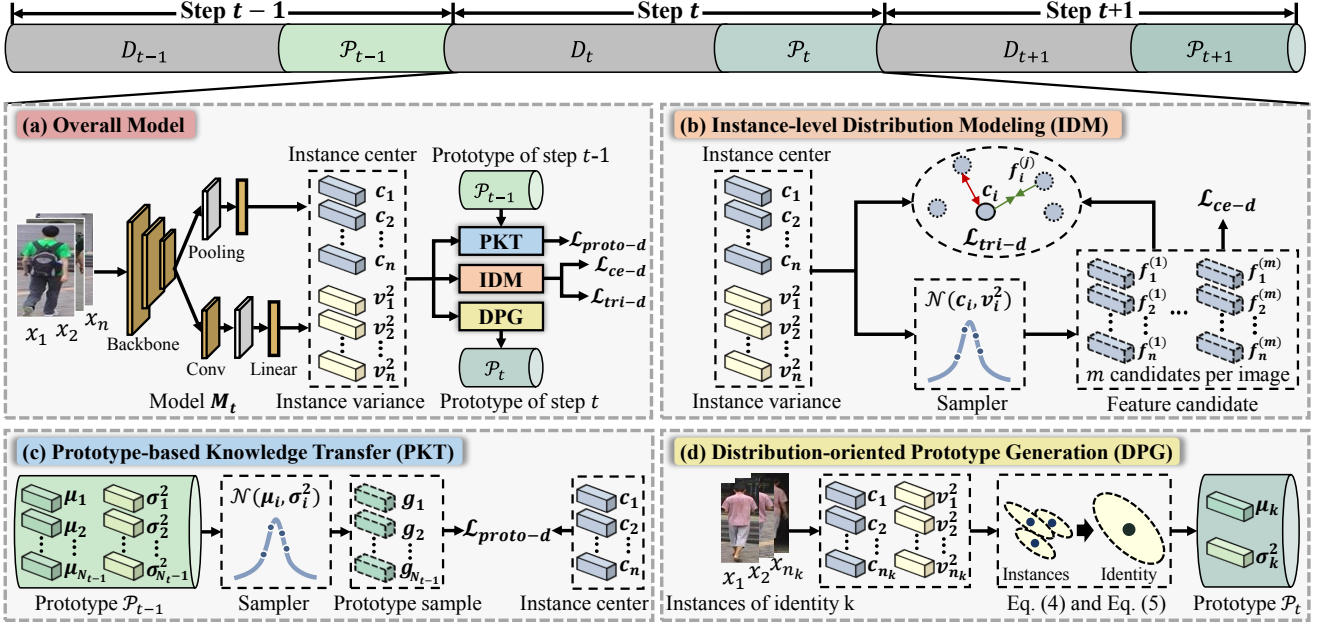 Step t − 1
Step t
Step t+1
D_{t−1}
𝒫_{t−1}
D_t
𝒫_t
D_{t+1}
𝒫_{t+1}
(a) Overall Model
Instance center
Prototype of step t-1
c_1
c_2
c_n
v_1^2
v_2^2
v_n^2
𝒫_{t−1}
PKT
IDM
DPG
ℒ_{proto−d}
ℒ_{ce−d}
ℒ_{tri−d}
𝒫_t
Pooling
x_1 x_2 x_n
Backbone
Conv
Linear
Model M_t
Instance variance
Prototype of step t
(b) Instance-level Distribution Modeling (IDM)
Instance center
c_1
c_2
c_n
v_1^2
v_2^2
v_n^2
Instance variance
c_i
f_i^{(j)}
ℒ_{tri−d}
ℒ_{ce−d}
𝒩(c_i, v_i^2)
Sampler
f_1^{(1)} f_1^{(m)}
f_2^{(1)} ... f_2^{(m)}
f_n^{(1)} f_n^{(m)}
m candidates per image
Feature candidate
(c) Prototype-based Knowledge Transfer (PKT)
μ_1 σ_1^2
μ_2 σ_2^2
μ_{N_{t−1}} σ_{N_{t−1}}^2
Prototype 𝒫_{t−1}
𝒩(μ_i, σ_i^2)
Sampler
g_1
g_2
g_{N_{t−1}}
Prototype sample
ℒ_{proto−d}
c_1
c_2
c_n
Instance center
(d) Distribution-oriented Prototype Generation (DPG)
x_1 x_2 x_{n_k}
Instances of identity k
c_1 v_1^2
c_2 v_2^2
c_{n_k} v_{n_k}^2
Instances
Identity
Eq. (4) and Eq. (5)
μ_k
σ_k^2
Prototype 𝒫_t